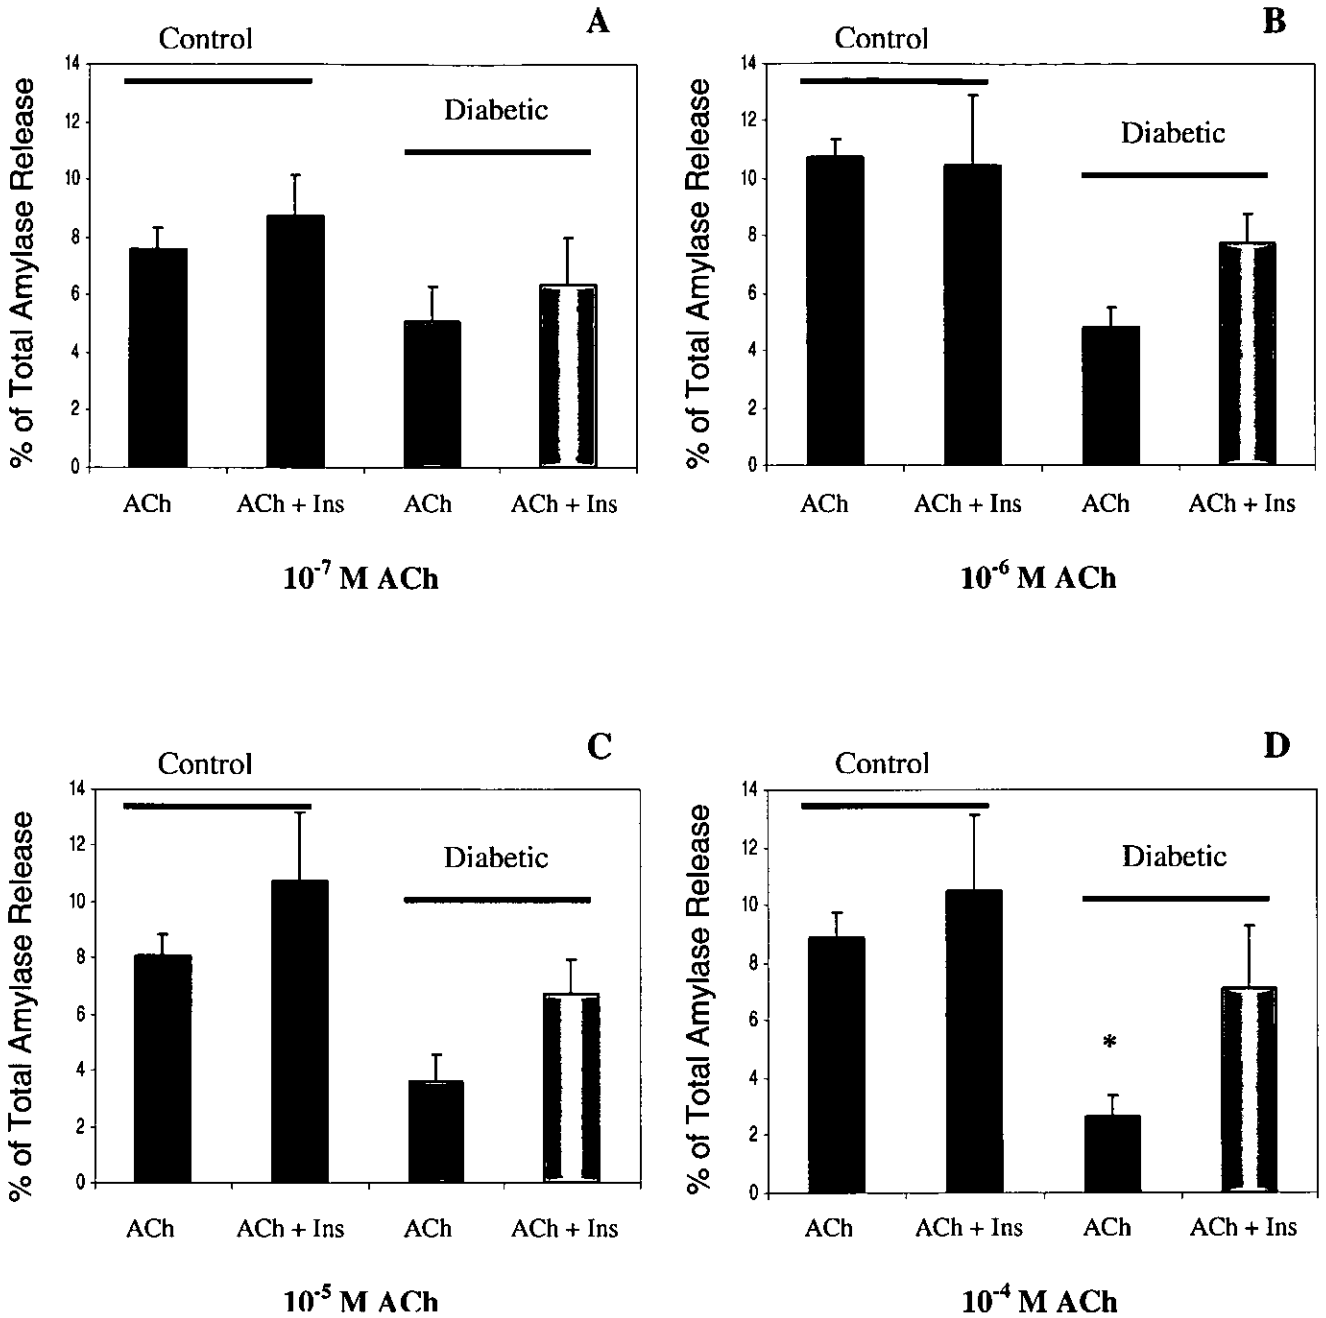 A
Control
Diabetic
% of Total Amylase Release
14
12
10
8
6
4
2
0
ACh
ACh + Ins
ACh
ACh + Ins
10-7 M ACh
B
Control
Diabetic
% of Total Amylase Release
14
12
10
8
6
4
2
0
ACh
ACh + Ins
ACh
ACh + Ins
10-6 M ACh
C
Control
Diabetic
% of Total Amylase Release
14
12
10
8
6
4
2
0
ACh
ACh + Ins
ACh
ACh + Ins
10-5 M ACh
D
Control
Diabetic
% of Total Amylase Release
14
12
10
8
6
4
2
0
*
ACh
ACh + Ins
ACh
ACh + Ins
10-4 M ACh